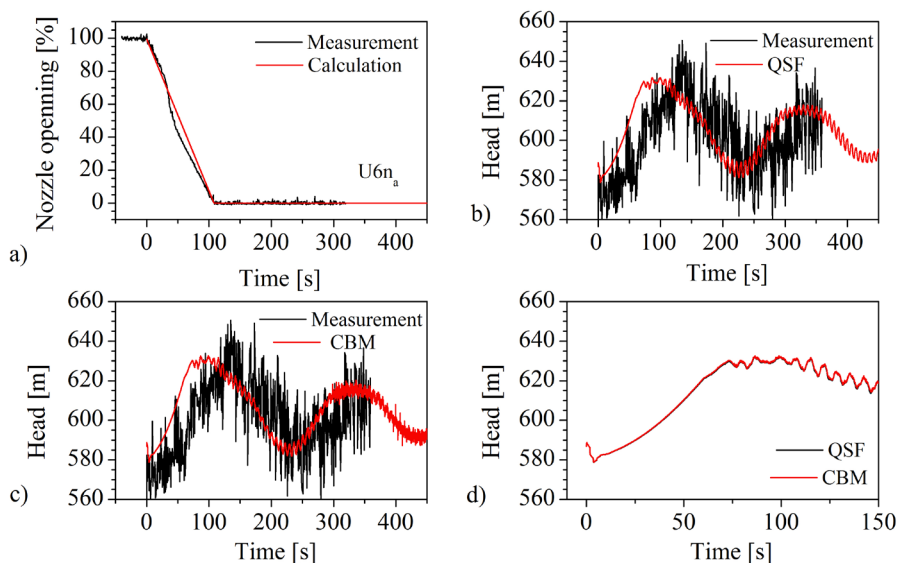 100
80
60
40
20
0
Nozzle openning [%]
Measurement
Calculation
U6n_a
0 100 200 300 400
Time [s]
a)
660
640
620
600
580
560
Head [m]
Measurement
QSF
0 100 200 300 400
Time [s]
b)
660
640
620
600
580
560
Head [m]
Measurement
CBM
0 100 200 300 400
Time [s]
c)
660
640
620
600
580
560
Head [m]
QSF
CBM
0 50 100 150
Time [s]
d)